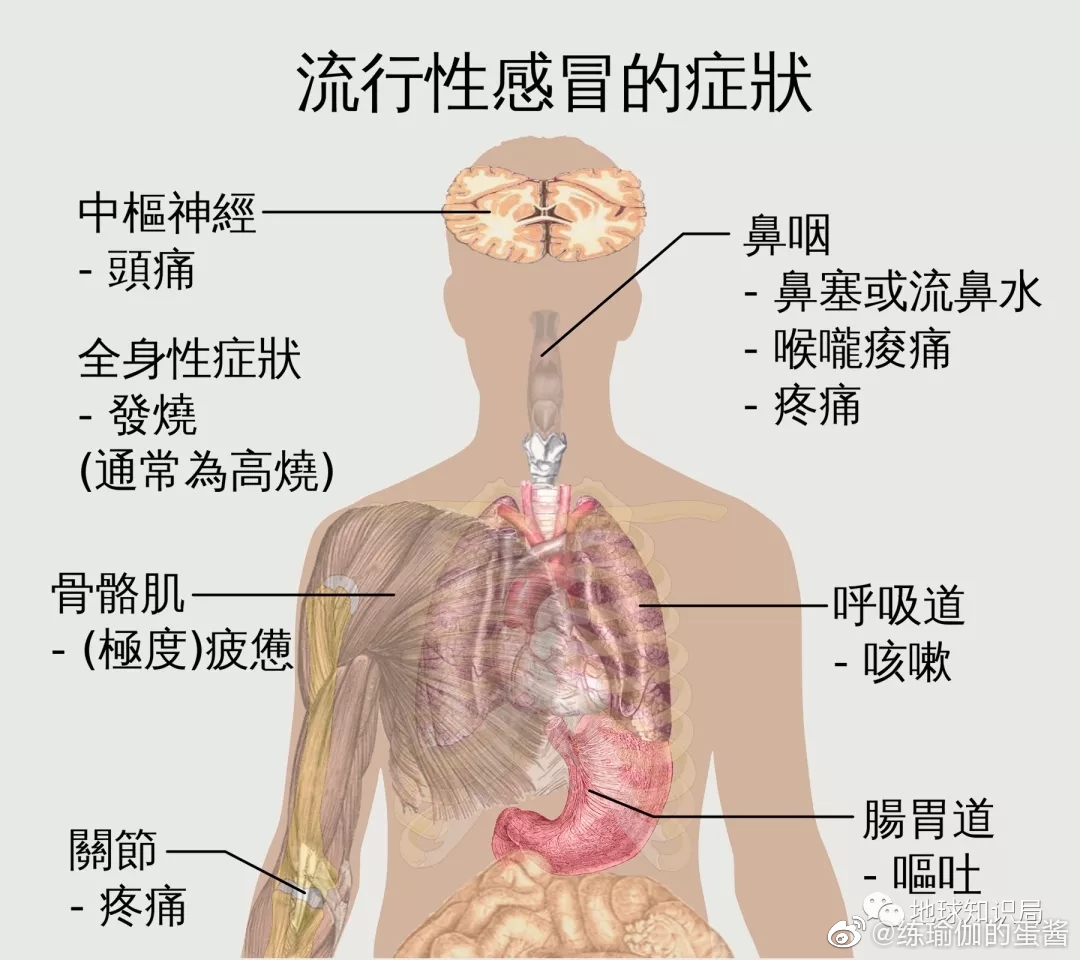 流行性感冒的症狀
中樞神經
- 頭痛
全身性症狀
- 發燒
(通常為高燒)
骨骼肌
- (極度)疲憊
關節
- 疼痛
鼻咽
- 鼻塞或流鼻水
- 喉嚨痠痛
- 疼痛
呼吸道
- 咳嗽
腸胃道
- 嘔吐
地球知识局
@练瑜伽的蛋酱